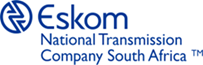 Eskom
National Transmission
Company South Africa ™